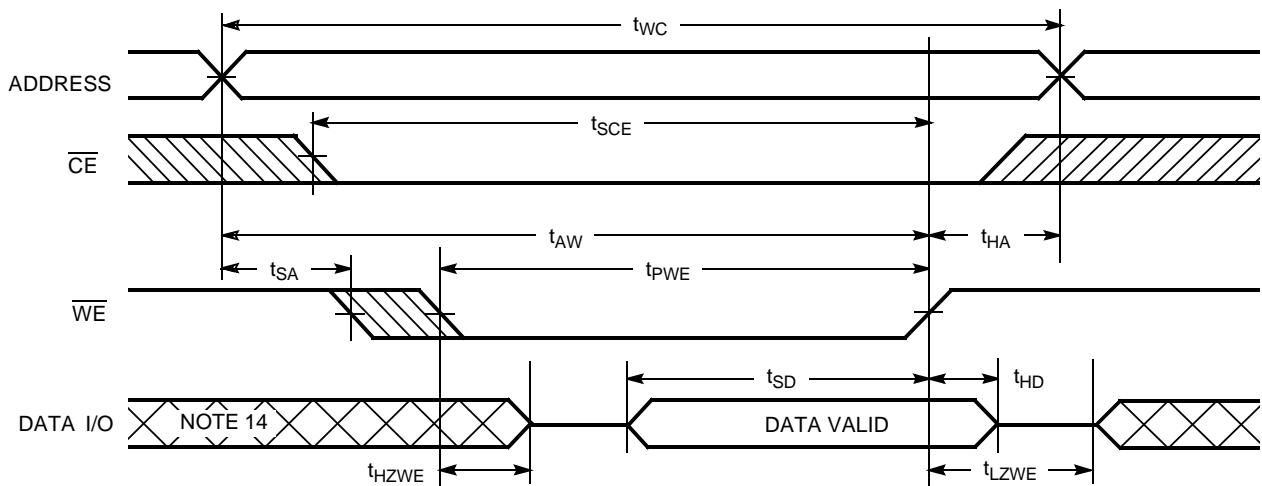 tWC
ADDRESS
tSCE
CE
tAW
tHA
tSA
tPWE
WE
tSD
tHD
DATA I/O
NOTE 14
DATA VALID
tHZWE
tLZWE